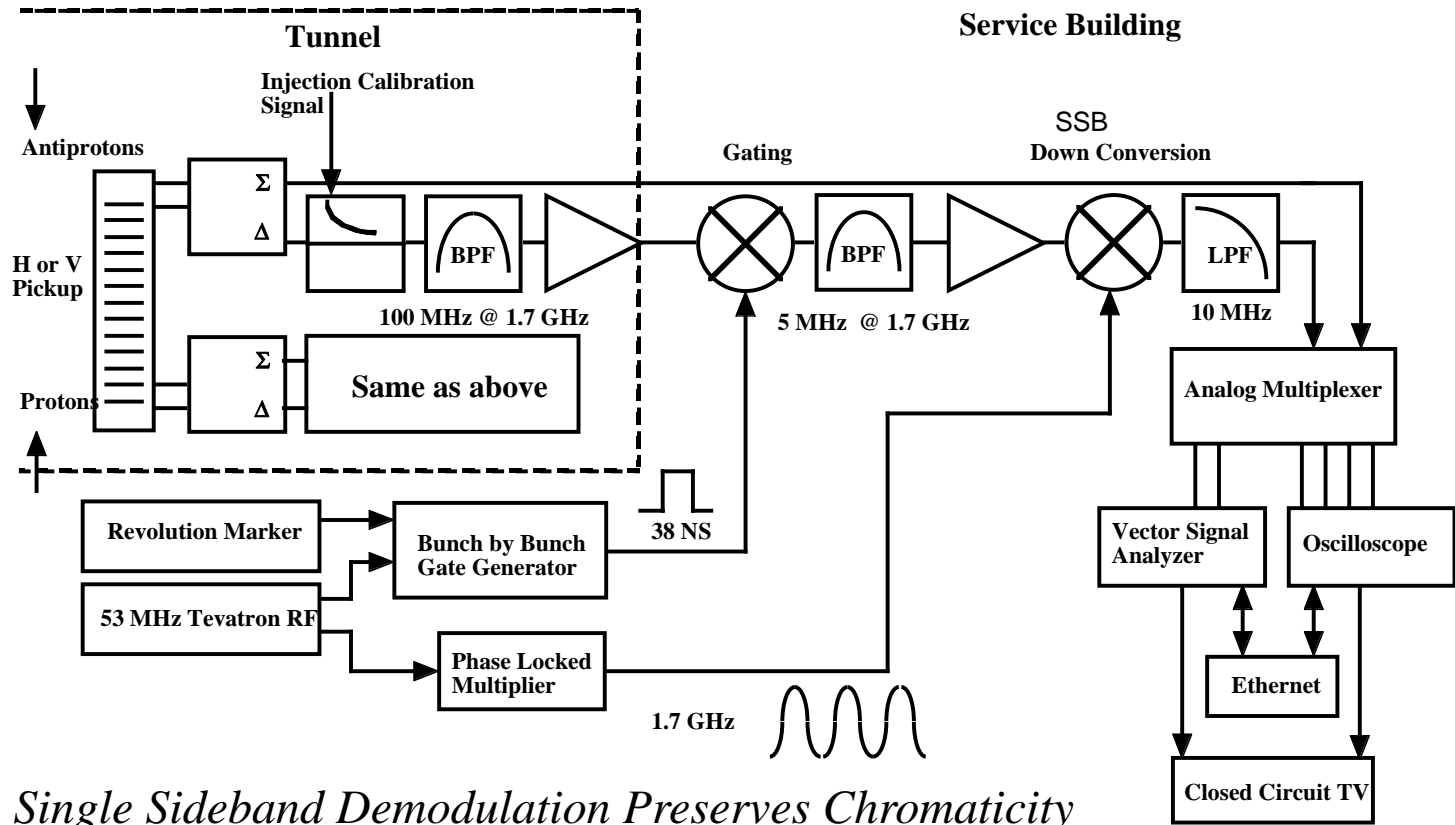 Tunnel
Service Building
Injection Calibration
Signal
Antiprotons
SSB
Gating
Down Conversion
Σ
Δ
BPF
BPF
LPF
H or V
Pickup
100 MHz @ 1.7 GHz
5 MHz @ 1.7 GHz
10 MHz
Σ
Δ
Same as above
Protons
Analog Multiplexer
Revolution Marker
Bunch by Bunch
Gate Generator
38 NS
Vector Signal
Analyzer
Oscilloscope
53 MHz Tevatron RF
Phase Locked
Multiplier
Ethernet
1.7 GHz
Closed Circuit TV
Single Sideband Demodulation Preserves Chromaticity